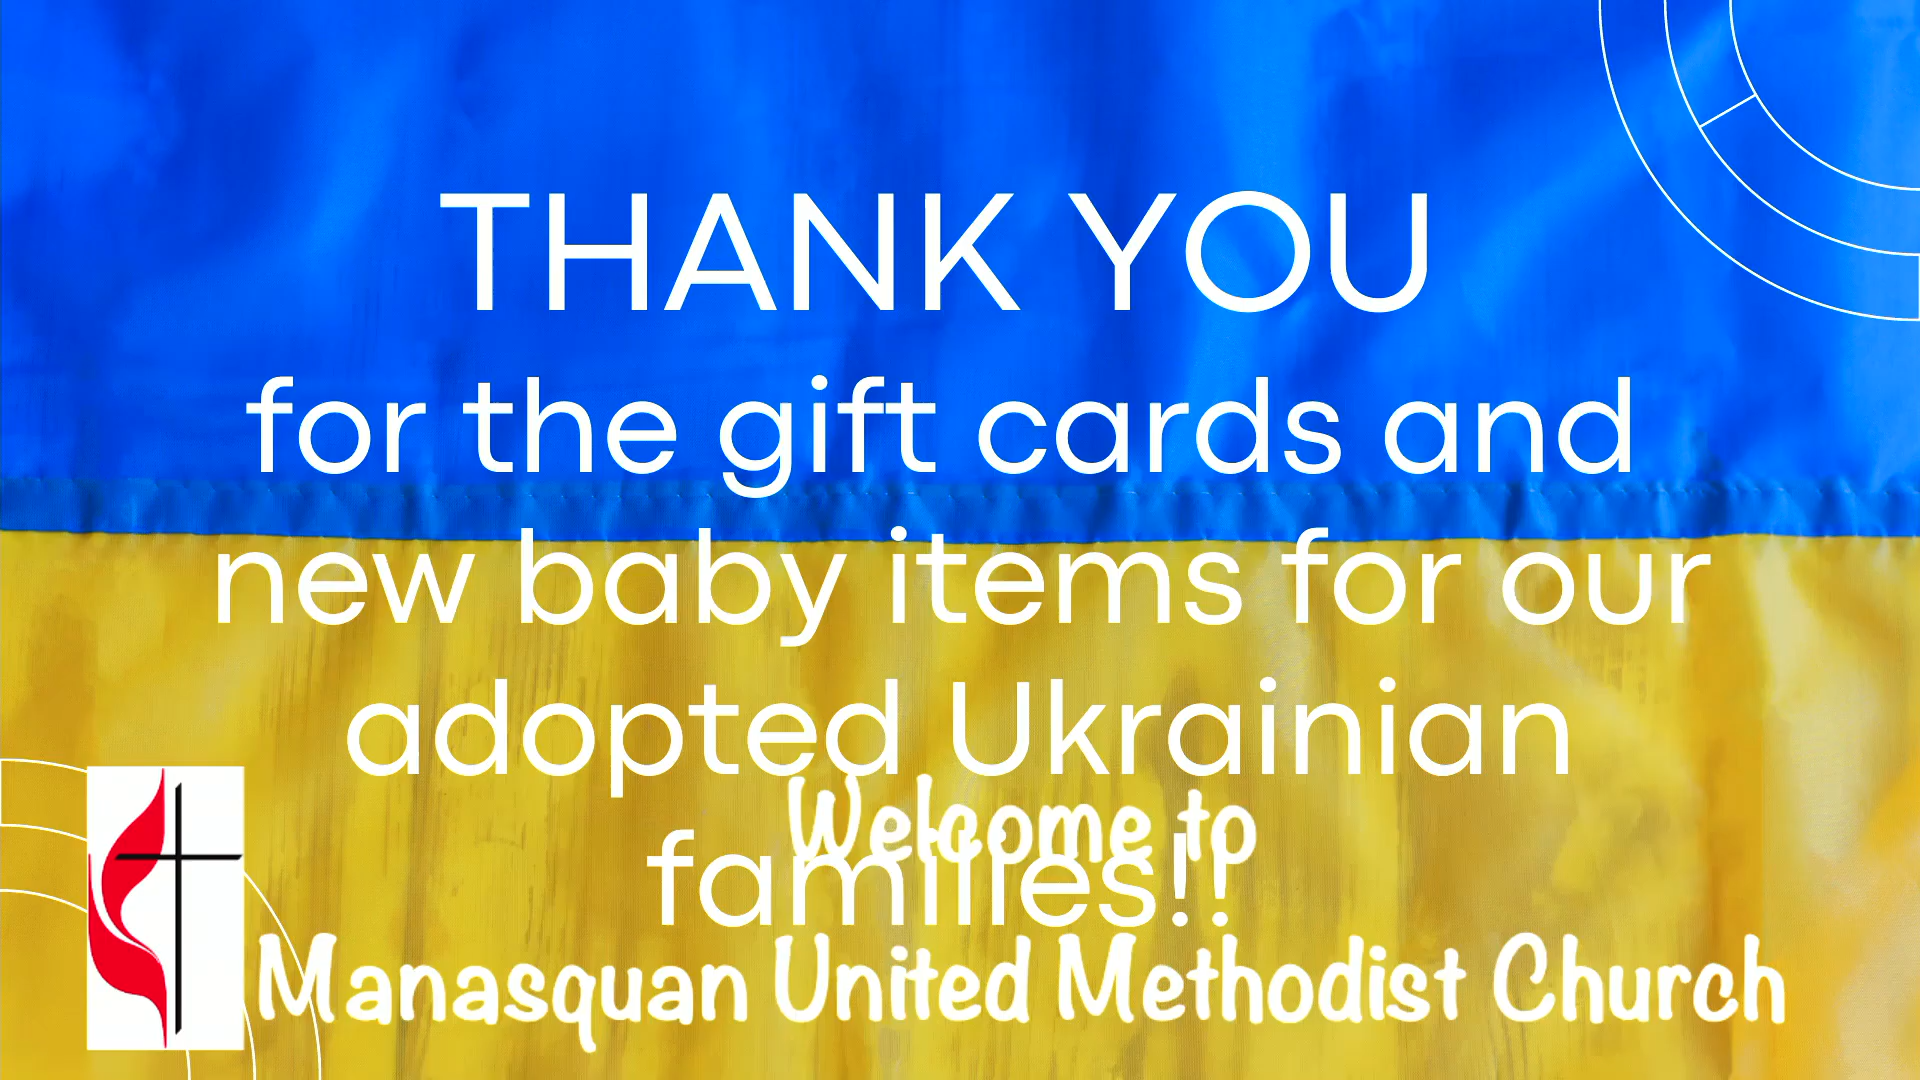 THANK YOU
for the gift cards and
new baby items for our
adopted Ukrainian
families!!
Welcome to
Manasquan United Methodist Church